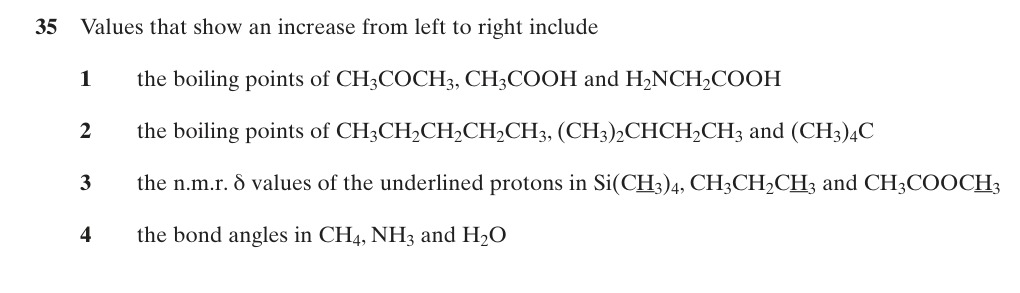 35 Values that show an increase from left to right include
1 the boiling points of CH₃COCH₃, CH₃COOH and H₂NCH₂COOH
2 the boiling points of CH₃CH₂CH₂CH₂CH₃, (CH₃)₂CHCH₂CH₃ and (CH₃)₄C
3 the n.m.r. δ values of the underlined protons in Si(CH₃)₄, CH₃CH₂CH₃ and CH₃COOCH₃
4 the bond angles in CH₄, NH₃ and H₂O